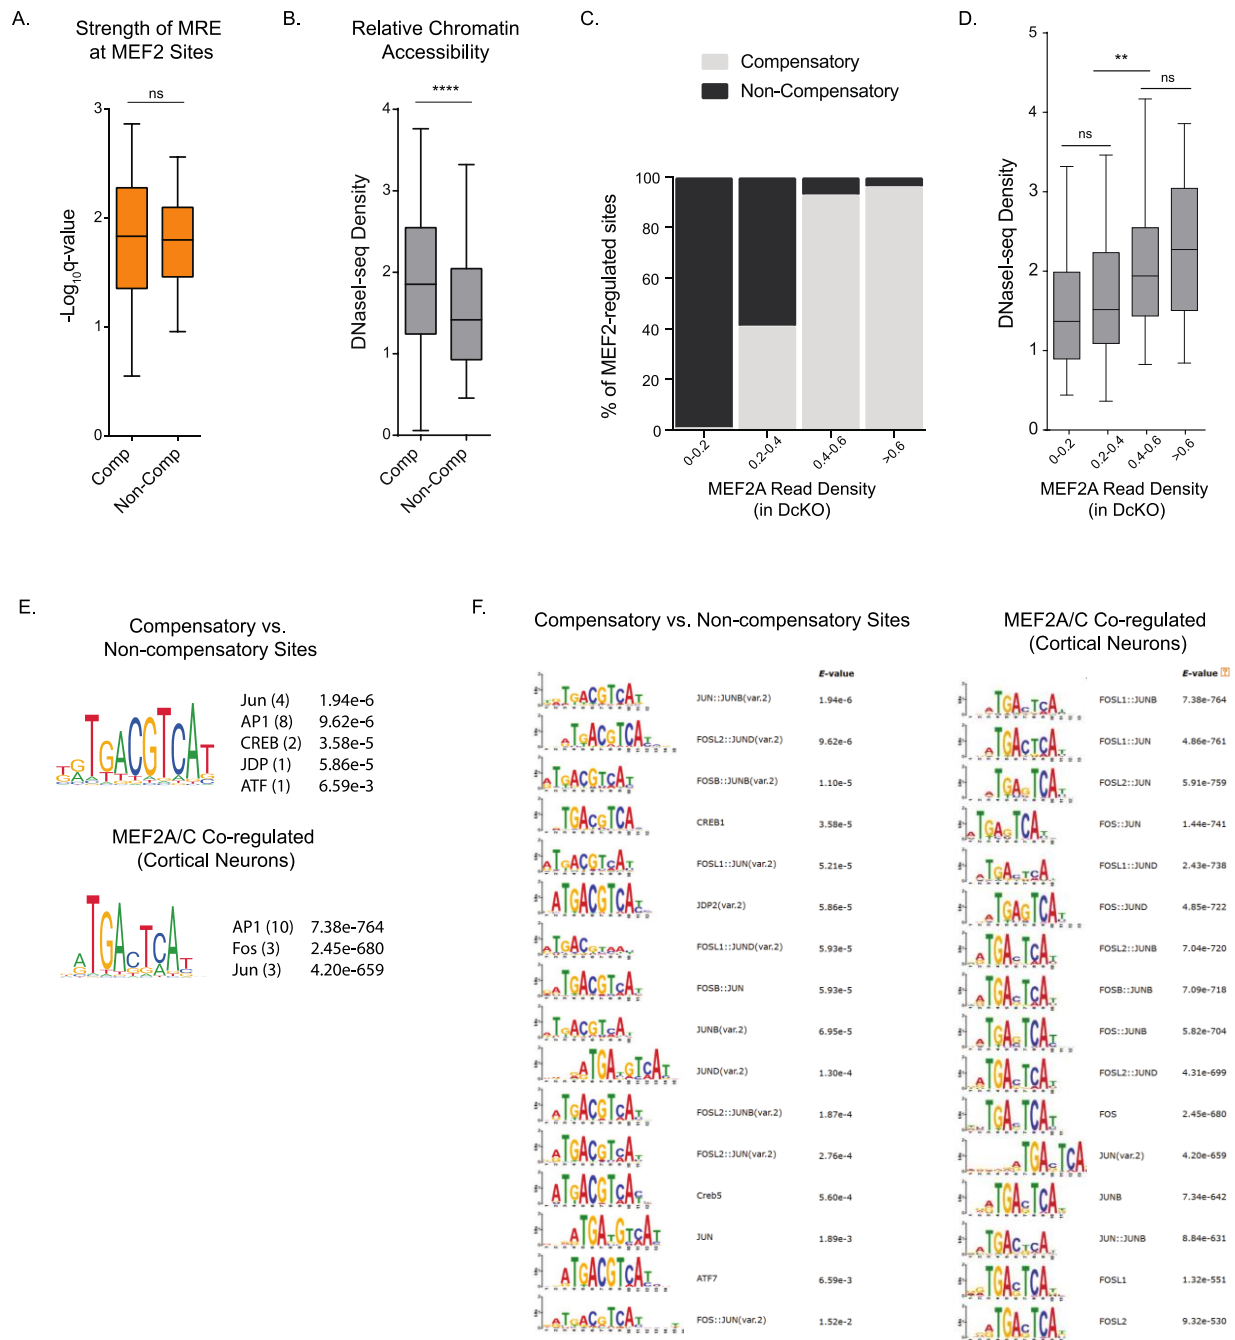 A.
Strength of MRE
at MEF2 Sites
ns
3
2
1
0
-Log10q-value
Comp
Non-Comp
B.
Relative Chromatin
Accessibility
****
4
3
2
1
0
DNaseI-seq Density
Comp
Non-Comp
C.
Compensatory
Non-Compensatory
100
80
60
40
20
0
% of MEF2-regulated sites
0-0.2
0.2-0.4
0.4-0.6
>0.6
MEF2A Read Density
(in DcKO)
D.
5
4
3
2
1
0
**
ns
ns
DNaseI-seq Density
0-0.2
0.2-0.4
0.4-0.6
>0.6
MEF2A Read Density
(in DcKO)
E.
Compensatory vs.
Non-compensatory Sites
Jun (4) 1.94e-6
AP1 (8) 9.62e-6
CREB (2) 3.58e-5
JDP (1) 5.86e-5
ATF (1) 6.59e-3
MEF2A/C Co-regulated
(Cortical Neurons)
AP1 (10) 7.38e-764
Fos (3) 2.45e-680
Jun (3) 4.20e-659
F.
Compensatory vs. Non-compensatory Sites
E-value
JUN::JUNB(var.2) 1.94e-6
FOSL2::JUND(var.2) 9.62e-6
FOSB::JUNB(var.2) 1.10e-5
CREB1 3.58e-5
FOSL1::JUN(var.2) 5.21e-5
JDP2(var.2) 5.86e-5
FOSL1::JUND(var.2) 5.93e-5
FOSB::JUN 5.93e-5
JUNB(var.2) 6.95e-5
JUND(var.2) 1.30e-4
FOSL2::JUNB(var.2) 1.87e-4
FOSL2::JUN(var.2) 2.76e-4
Creb5 5.60e-4
JUN 1.89e-3
ATF7 6.59e-3
FOS::JUN(var.2) 1.52e-2
MEF2A/C Co-regulated
(Cortical Neurons)
E-value ?
FOSL1::JUNB 7.38e-764
FOSL1::JUN 4.86e-761
FOSL2::JUN 5.91e-759
FOS::JUN 1.44e-741
FOSL1::JUND 2.43e-738
FOS::JUND 4.85e-722
FOSL2::JUNB 7.04e-720
FOSB::JUNB 7.09e-718
FOS::JUNB 5.82e-704
FOSL2::JUND 4.31e-699
FOS 2.45e-680
JUN(var.2) 4.20e-659
JUNB 7.34e-642
JUN::JUNB 8.84e-631
FOSL1 1.32e-551
FOSL2 9.32e-530